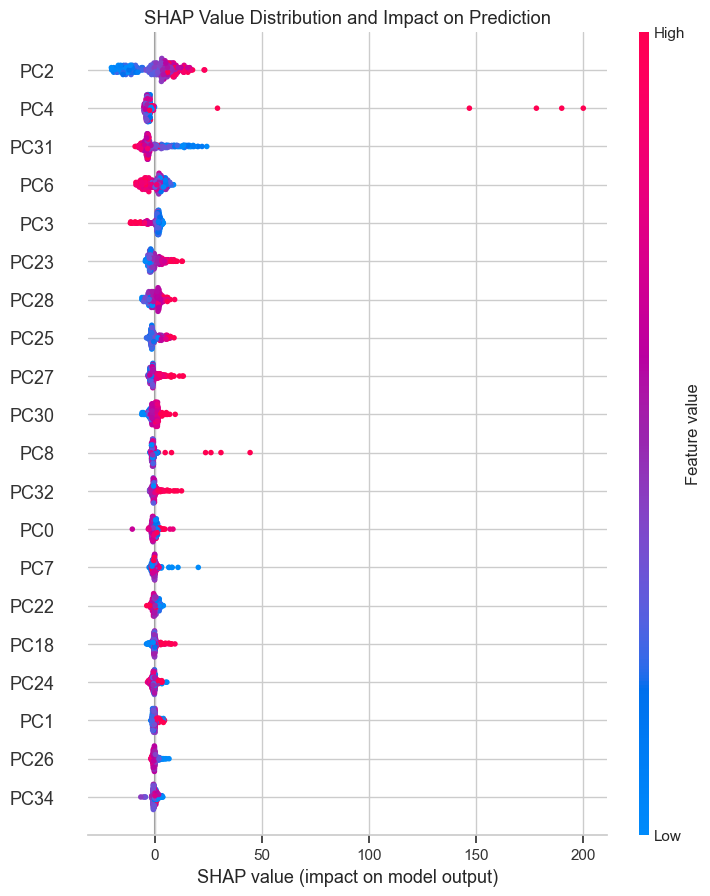 SHAP Value Distribution and Impact on Prediction
High
PC2
PC4
PC31
PC6
PC3
PC23
PC28
PC25
PC27
PC30
PC8
PC32
PC0
PC7
PC22
PC18
PC24
PC1
PC26
PC34
Feature value
Low
0 50 100 150 200
SHAP value (impact on model output)